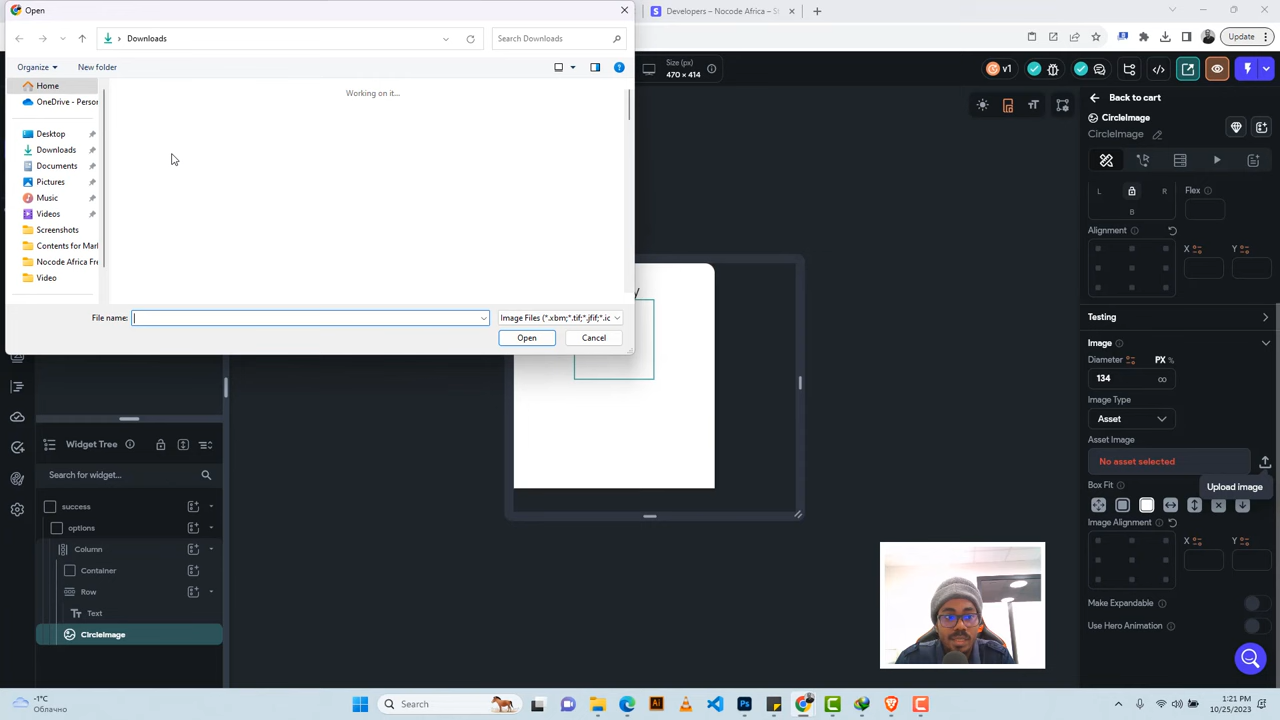 Open
Developers – Nocode Africa – St
Downloads
Search Downloads
Update
Organize
New folder
Working on it...
Home
OneDrive - Person
Desktop
Downloads
Documents
Pictures
Music
Videos
Screenshots
Contents for Mark
Nocode Africa Fre
Video
File name:
Image Files (*.xbm;*.tif;*.jfif;*.ic
Open
Cancel
Size (px)
470 × 414
v1
Back to cart
CircleImage
CircleImage
L
R
8
Flex
Alignment
X
Y
Testing
Image
Diameter
PX
%
134
Image Type
Asset
Asset Image
No asset selected
Upload image
Box Fit
Image Alignment
X
Y
Make Expandable
Use Hero Animation
y
Widget Tree
Search for widget...
success
options
Column
Container
Row
Text
CircleImage
-1°C
Облачно
Search
1:21 PM
10/25/2023